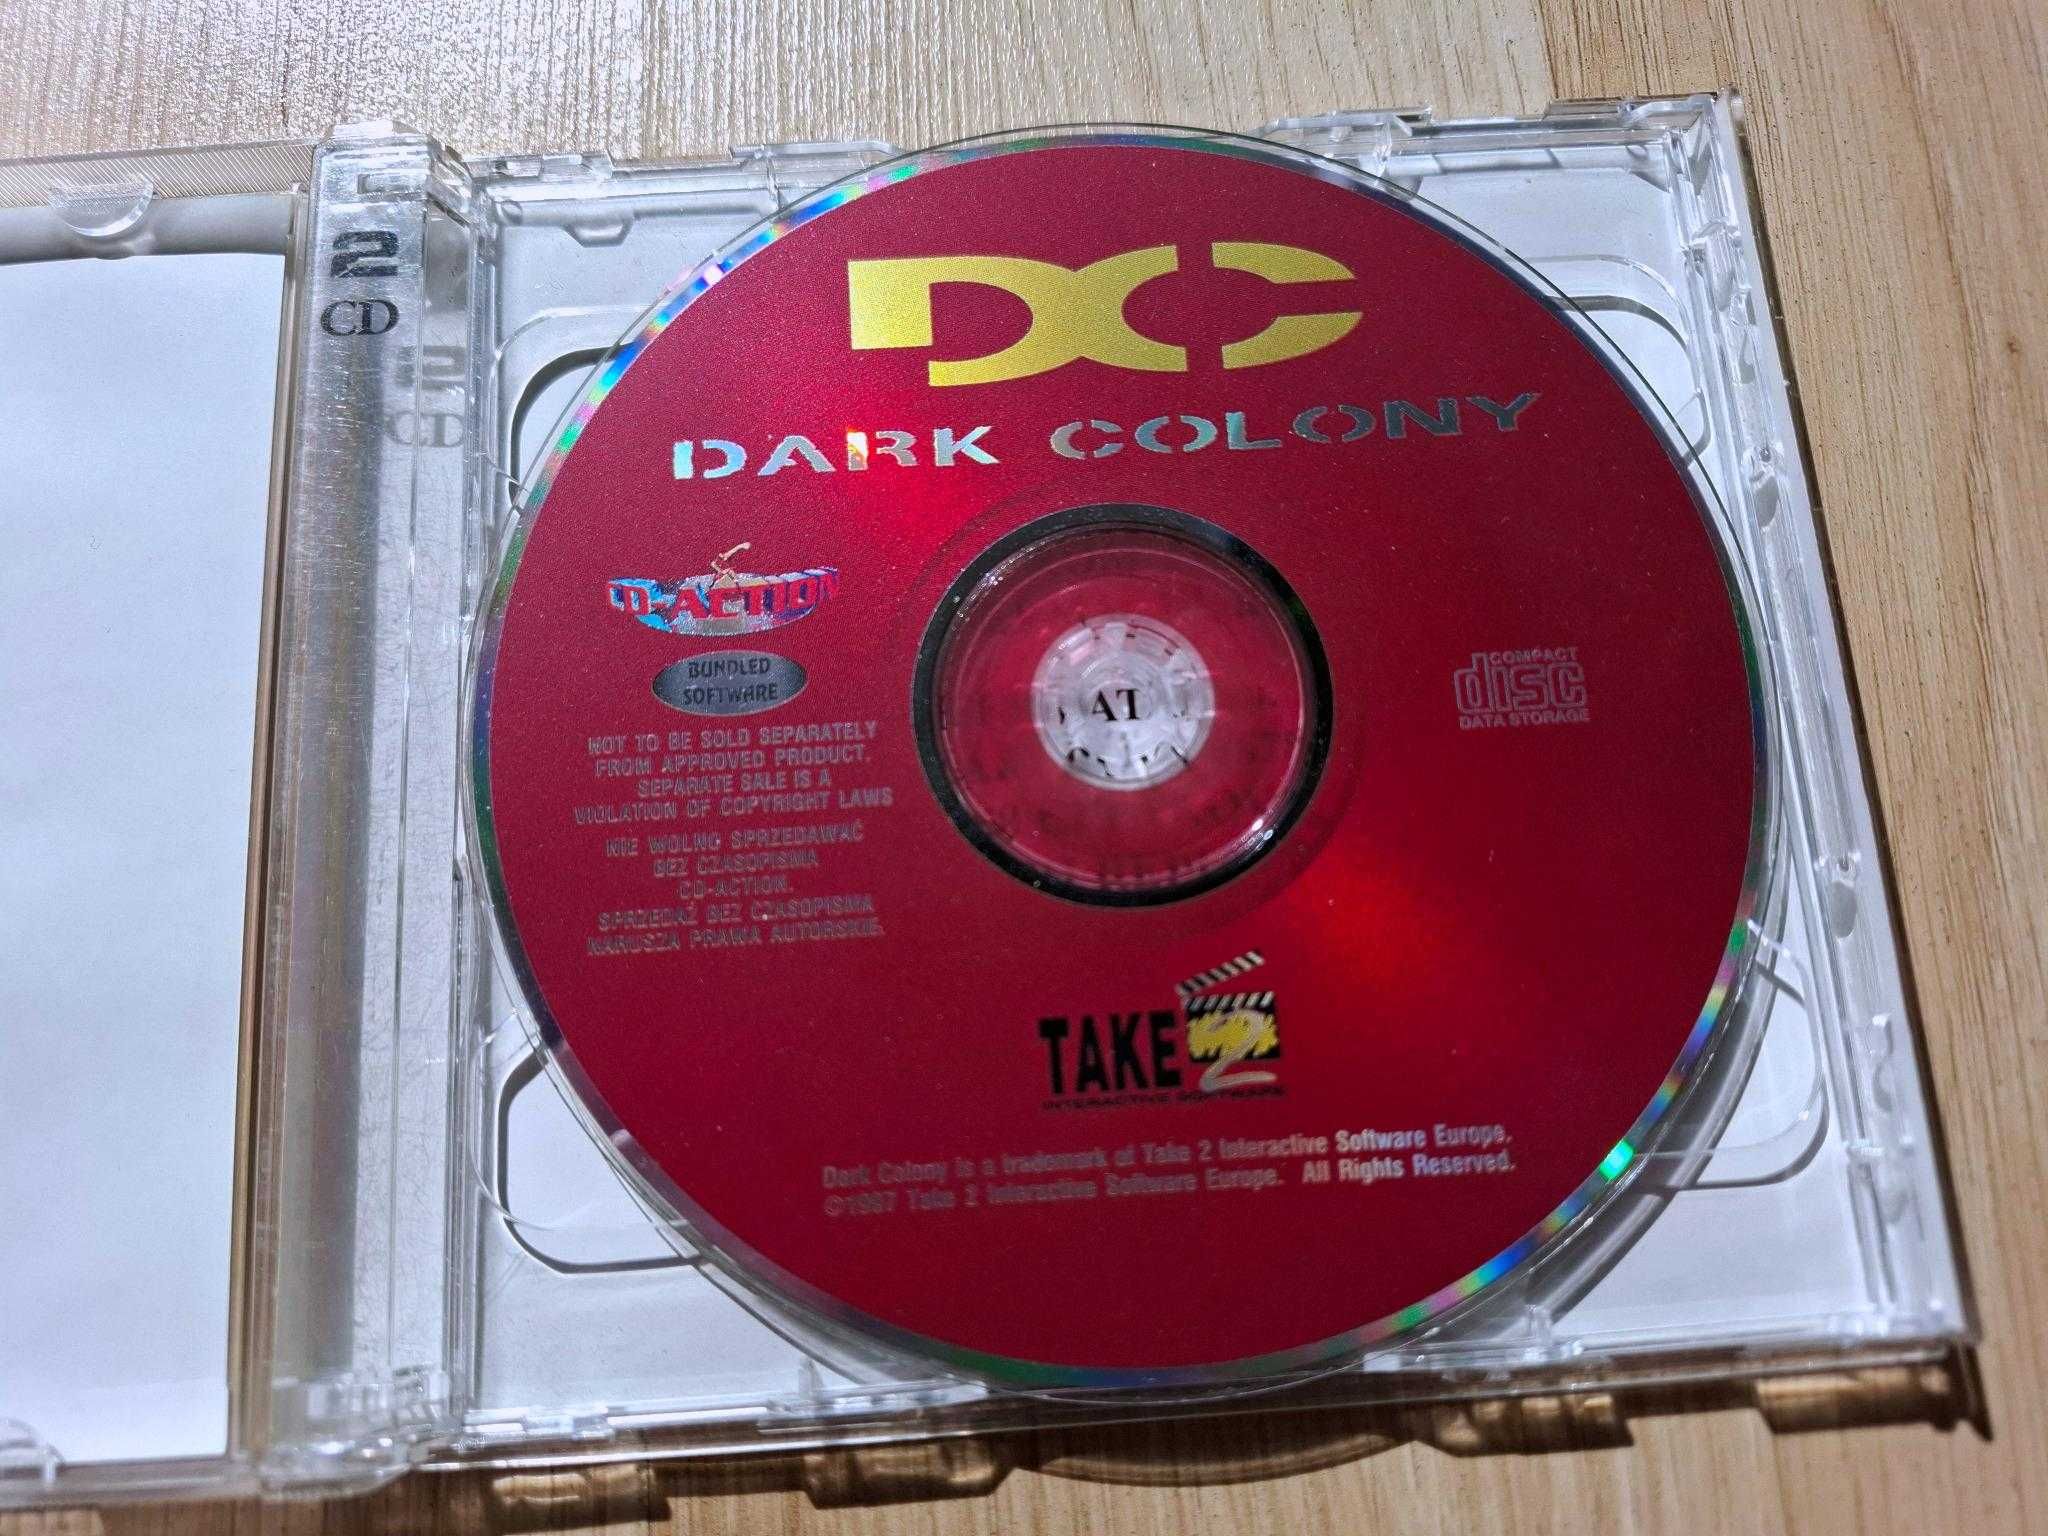 2
CD
2
CD
DC
DARK COLONY
CD-ACTION
BUNDLED
SOFTWARE
NOT TO BE SOLD SEPARATELY
FROM APPROVED PRODUCT.
SEPARATE SALE IS A
VIOLATION OF COPYRIGHT LAWS
NIE WOLNO SPRZEDAWAĆ
BEZ CZASOPISMA
CD-ACTION.
SPRZEDAŻ BEZ CZASOPISMA
NARUSZA PRAWA AUTORSKIE.
AT
COMPACT
disc
DATA STORAGE
TAKE 2
INTERACTIVE SOFTWARE
Dark Colony is a trademark of Take 2 Interactive Software Europe.
©1997 Take 2 Interactive Software Europe. All Rights Reserved.